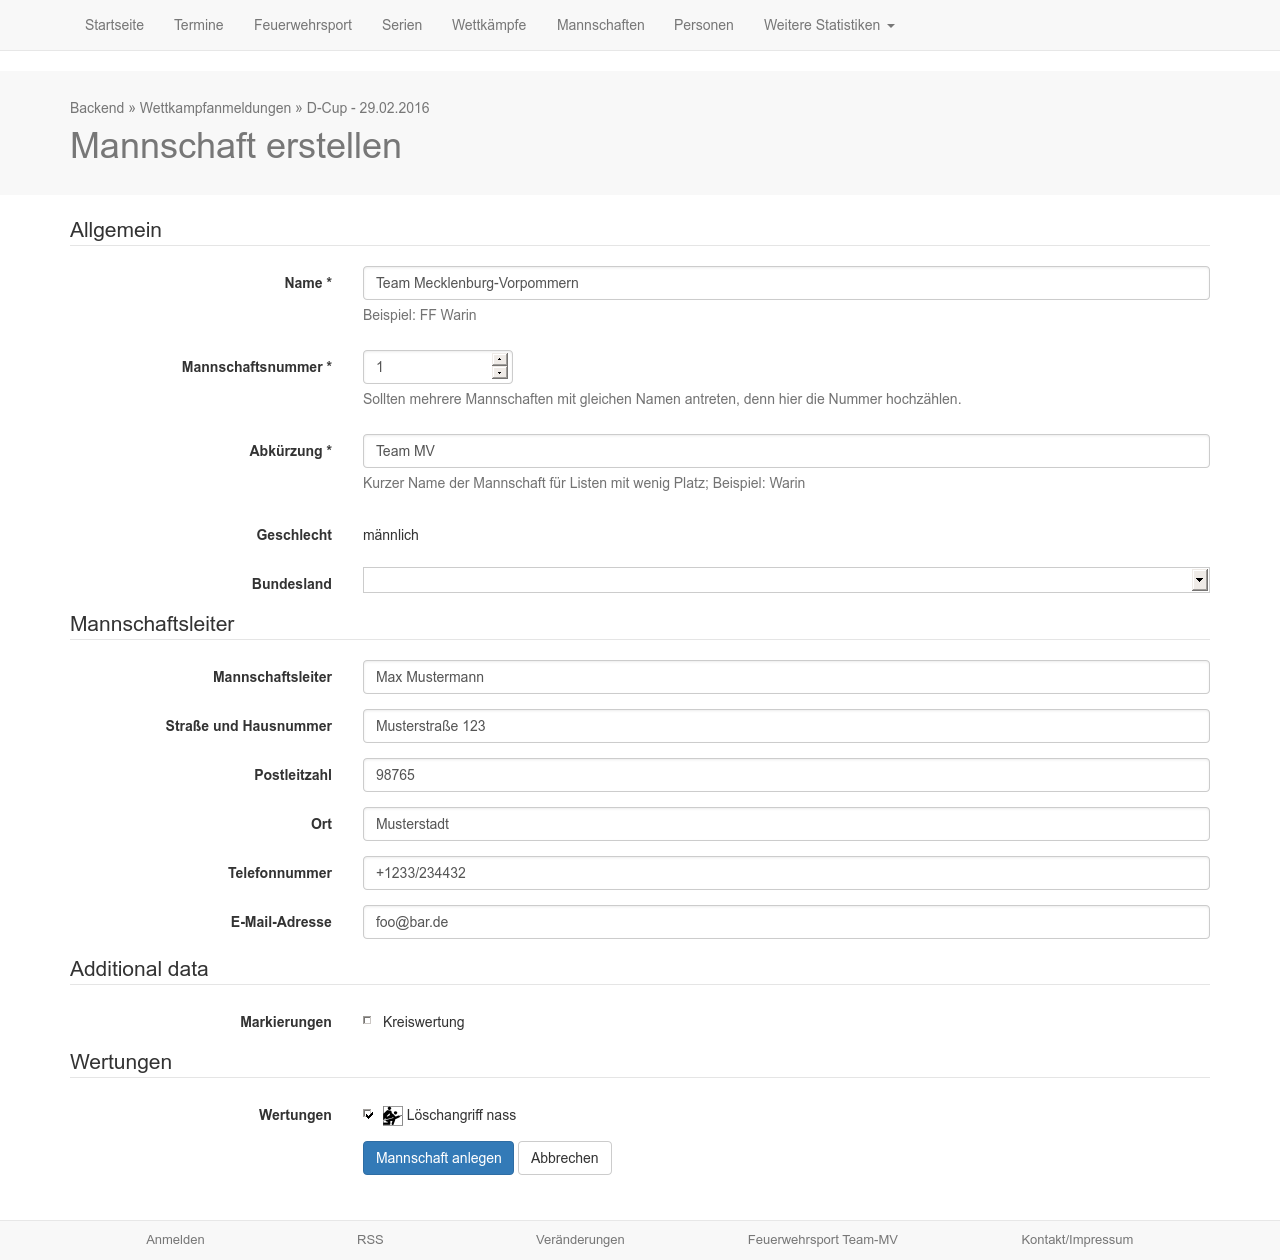 Startseite Termine Feuerwehrsport Serien Wettkämpfe Mannschaften Personen Weitere Statistiken
Backend » Wettkampfanmeldungen » D-Cup - 29.02.2016
Mannschaft erstellen
Allgemein
Name * Team Mecklenburg-Vorpommern
Beispiel: FF Warin
Mannschaftsnummer * 1
Sollten mehrere Mannschaften mit gleichen Namen antreten, denn hier die Nummer hochzählen.
Abkürzung * Team MV
Kurzer Name der Mannschaft für Listen mit wenig Platz; Beispiel: Warin
Geschlecht männlich
Bundesland
Mannschaftsleiter
Mannschaftsleiter Max Mustermann
Straße und Hausnummer Musterstraße 123
Postleitzahl 98765
Ort Musterstadt
Telefonnummer +1233/234432
E-Mail-Adresse foo@bar.de
Additional data
Markierungen Kreiswertung
Wertungen
Wertungen Löschangriff nass
Mannschaft anlegen Abbrechen
Anmelden RSS Veränderungen Feuerwehrsport Team-MV Kontakt/Impressum